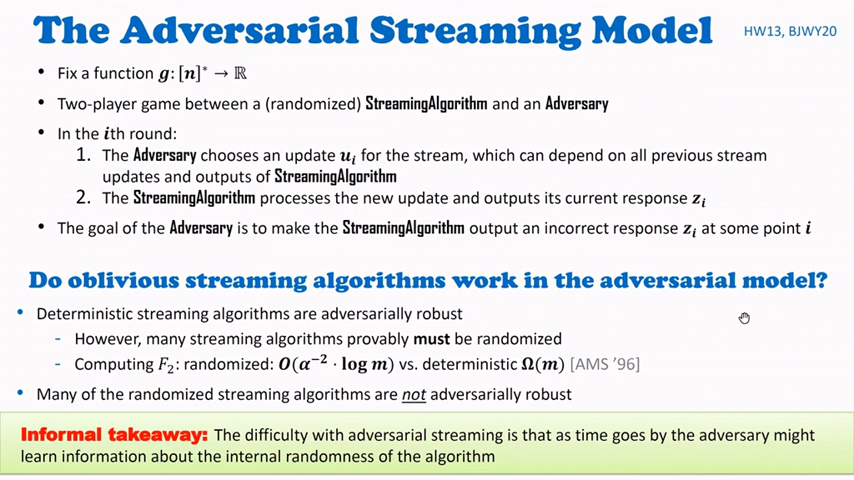 The Adversarial Streaming Model
HW13, BJWY20
• Fix a function g: [n]* → ℝ
• Two-player game between a (randomized) StreamingAlgorithm and an Adversary
• In the ith round:
1. The Adversary chooses an update uᵢ for the stream, which can depend on all previous stream
updates and outputs of StreamingAlgorithm
2. The StreamingAlgorithm processes the new update and outputs its current response zᵢ
• The goal of the Adversary is to make the StreamingAlgorithm output an incorrect response zᵢ at some point i
Do oblivious streaming algorithms work in the adversarial model?
• Deterministic streaming algorithms are adversarially robust
- However, many streaming algorithms provably must be randomized
- Computing F₂: randomized: O(α⁻² · log m) vs. deterministic Ω(m) [AMS '96]
• Many of the randomized streaming algorithms are not adversarially robust
Informal takeaway: The difficulty with adversarial streaming is that as time goes by the adversary might
learn information about the internal randomness of the algorithm